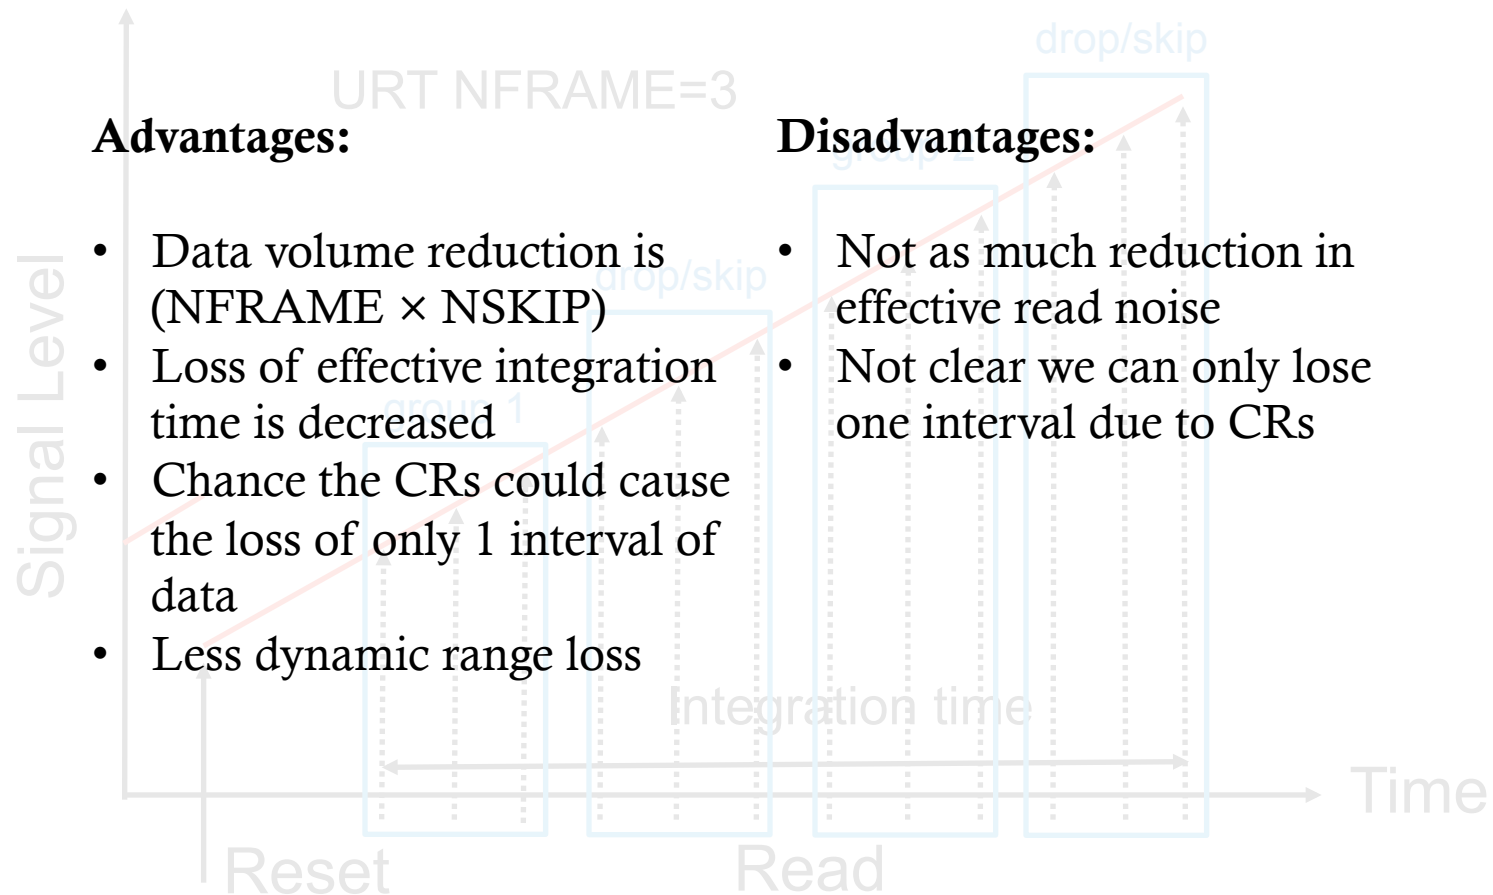 drop/skip
URT NFRAME=3
Advantages:
• Data volume reduction is
(NFRAME × NSKIP)
• Loss of effective integration
time is decreased
• Chance the CRs could cause
the loss of only 1 interval of
data
• Less dynamic range loss
Disadvantages:
• Not as much reduction in
effective read noise
• Not clear we can only lose
one interval due to CRs
group 2
drop/skip
group 1
Signal Level
Integration time
Time
Reset
Read